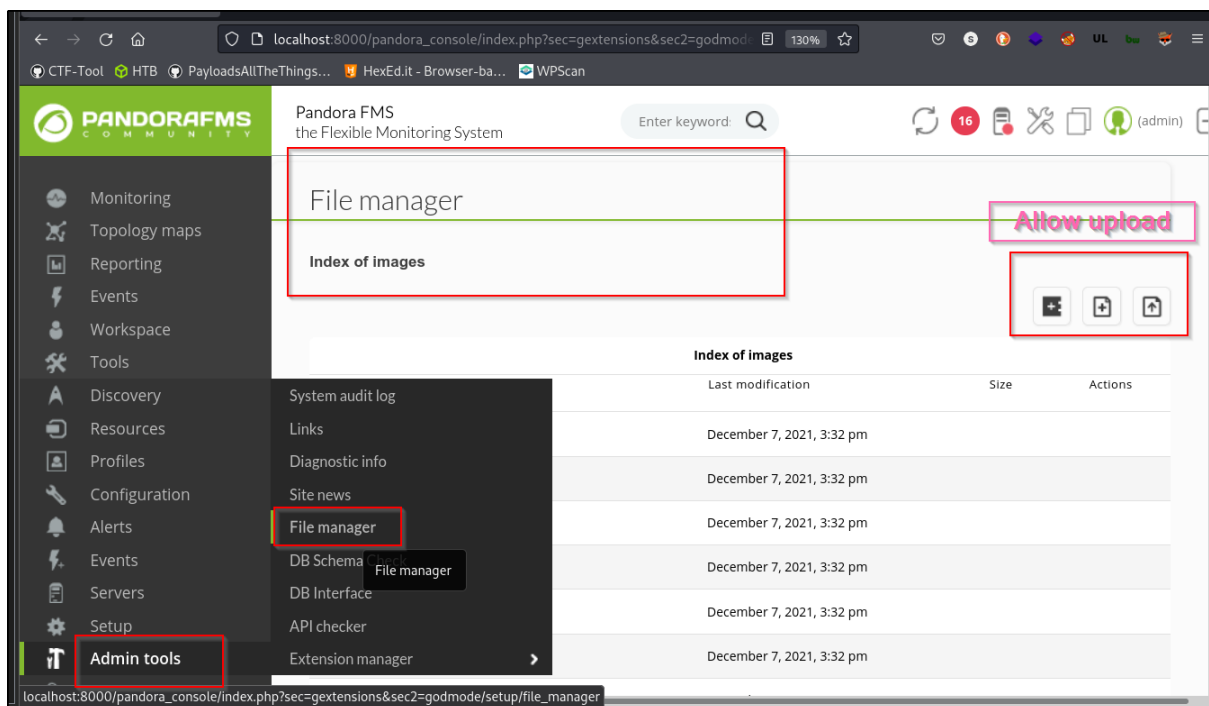 localhost:8000/pandora_console/index.php?sec=gextensions&sec2=godmod 130% UL
CTF-Tool HTB PayloadsAllTheThings... HexEd.it - Browser-ba... WPScan
PANDORAFMS
COMMUNITY
Pandora FMS
the Flexible Monitoring System
Enter keyword:
16
(admin)
Monitoring
Topology maps
Reporting
Events
Workspace
Tools
Discovery
Resources
Profiles
Configuration
Alerts
Events
Servers
Setup
Admin tools
System audit log
Links
Diagnostic info
Site news
File manager
DB Schema Check
File manager
DB Interface
API checker
Extension manager
File manager
Allow upload
Index of images
Index of images
Last modification Size Actions
December 7, 2021, 3:32 pm
December 7, 2021, 3:32 pm
December 7, 2021, 3:32 pm
December 7, 2021, 3:32 pm
December 7, 2021, 3:32 pm
December 7, 2021, 3:32 pm
localhost:8000/pandora_console/index.php?sec=gextensions&sec2=godmode/setup/file_manager